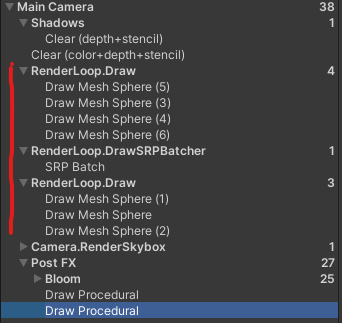 Main Camera 38
Shadows 1
Clear (depth+stencil)
Clear (color+depth+stencil)
RenderLoop.Draw 4
Draw Mesh Sphere (5)
Draw Mesh Sphere (3)
Draw Mesh Sphere (4)
Draw Mesh Sphere (6)
RenderLoop.DrawSRPBatcher 1
SRP Batch
RenderLoop.Draw 3
Draw Mesh Sphere (1)
Draw Mesh Sphere
Draw Mesh Sphere (2)
Camera.RenderSkybox 1
Post FX 27
Bloom 25
Draw Procedural
Draw Procedural